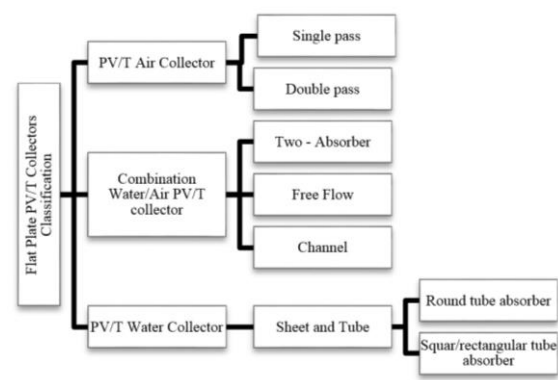 Flat Plate PV/T Collectors
Classification
PV/T Air Collector
Single pass
Double pass
Combination
Water/Air PV/T
collector
Two - Absorber
Free Flow
Channel
PV/T Water Collector
Sheet and Tube
Round tube absorber
Squar/rectangular tube
absorber